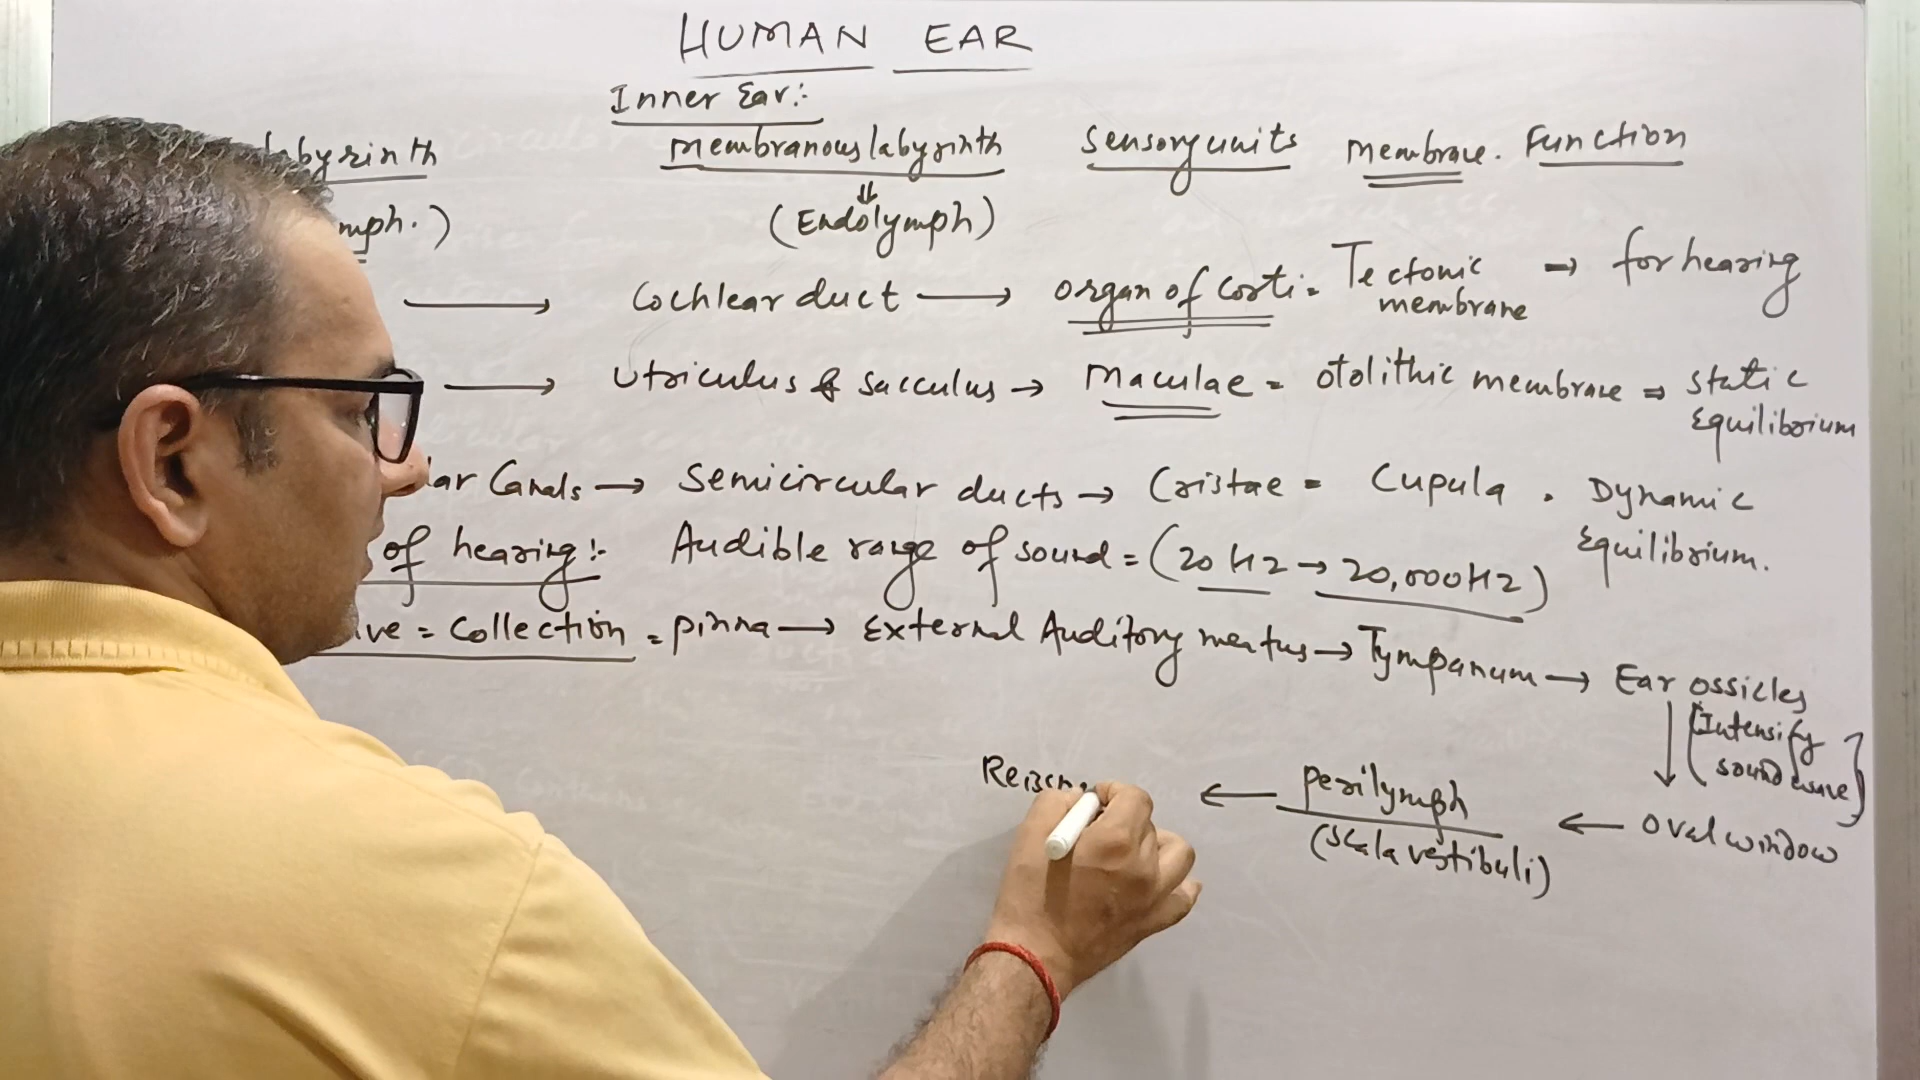 HUMAN EAR
Inner Ear:-
labyrinth membranous labyrinth Sensory units Membrane. Function
mph.) ⇓ (Endolymph)
⟶ Cochlear duct ⟶ organ of corti = Tectonic membrane → for hearing
⟶ Utriculus & Sacculus → Maculae = otolithic membrane ⇒ Static Equilibrium
lar Canals → Semicircular ducts → Cristae = Cupula . Dynamic Equilibrium.
of hearing:- Audible range of sound = (20 Hz → 20,000 Hz)
ive = Collection = pinna → External Auditory meatus → Tympanum → Ear ossicles
↓ (Intensify sound wave)
Reissn ← perilymph ← oval window
(Scala vestibuli)